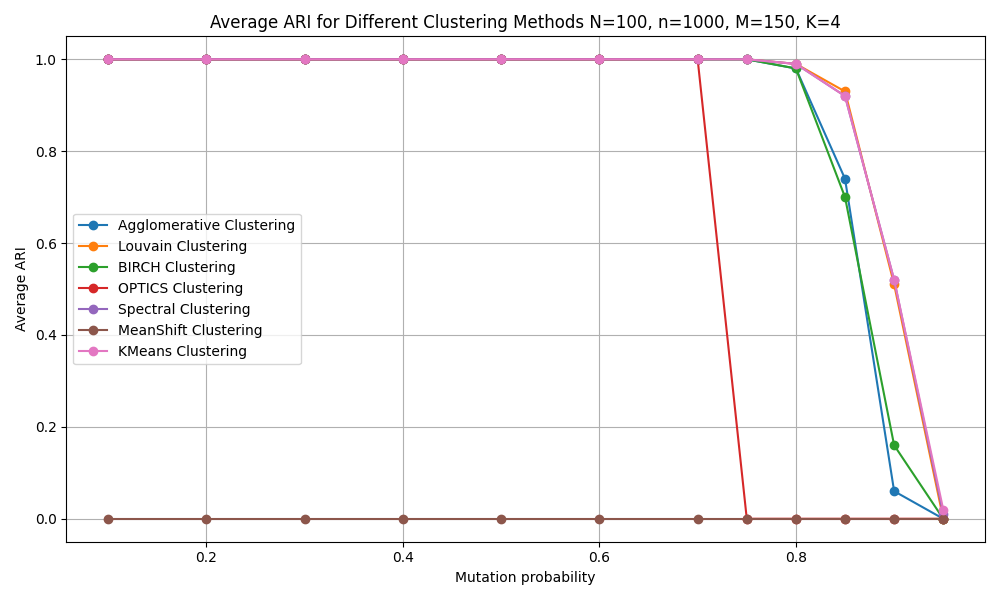 Average ARI for Different Clustering Methods N=100, n=1000, M=150, K=4
1.0
0.8
0.6
0.4
0.2
0.0
Average ARI
Agglomerative Clustering
Louvain Clustering
BIRCH Clustering
OPTICS Clustering
Spectral Clustering
MeanShift Clustering
KMeans Clustering
0.2
0.4
0.6
0.8
Mutation probability